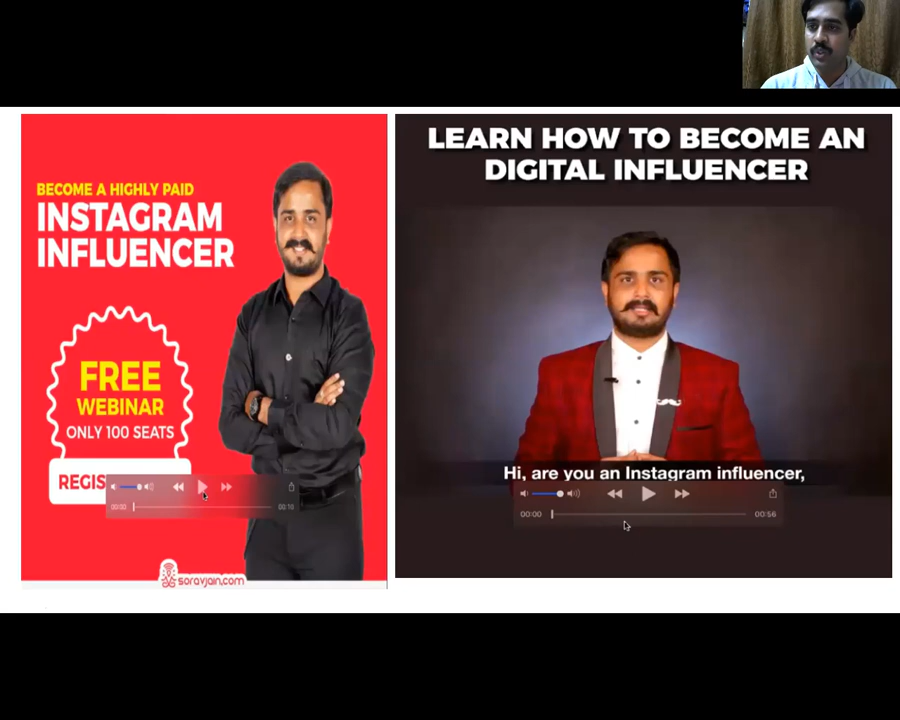 BECOME A HIGHLY PAID
INSTAGRAM
INFLUENCER
FREE
WEBINAR
ONLY 100 SEATS
REGIS
00:00
00:16
soravjain.com
LEARN HOW TO BECOME AN
DIGITAL INFLUENCER
Hi, are you an Instagram influencer,
00:00
00:56